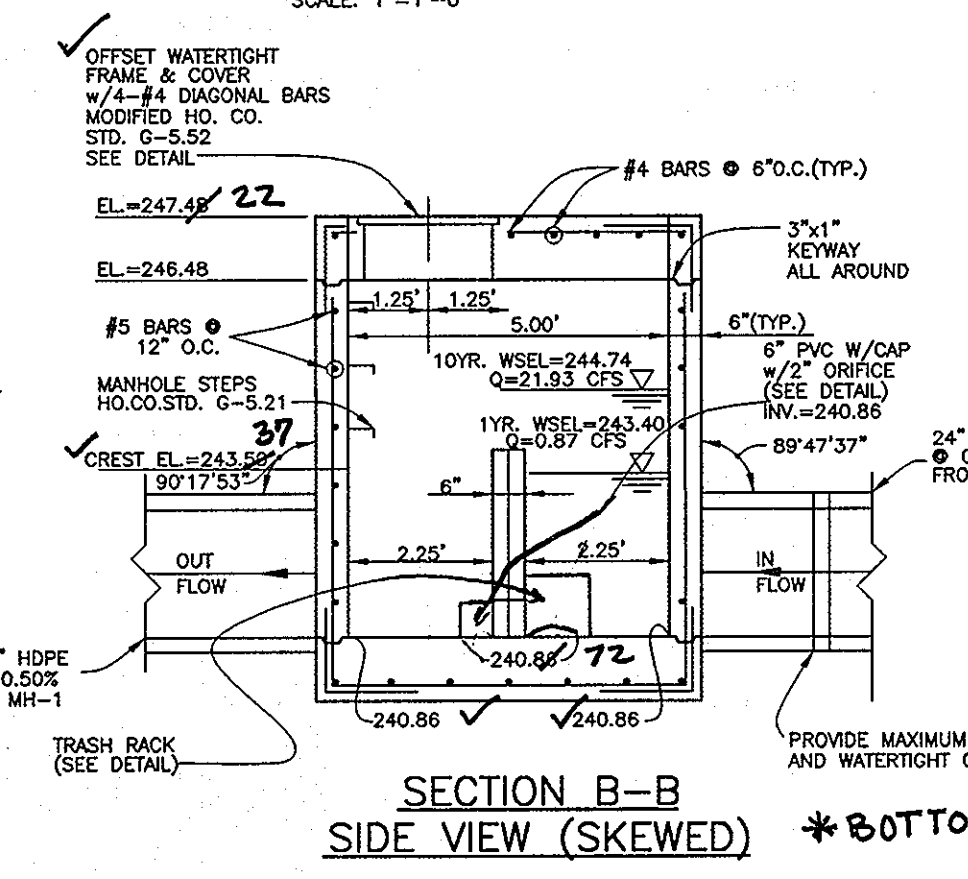 OFFSET WATERTIGHT
FRAME & COVER
w/4-#4 DIAGONAL BARS
MODIFIED HO. CO.
STD. G-5.52
SEE DETAIL
#4 BARS @ 6"O.C.(TYP.)
EL.=247.48 22
3"x1"
KEYWAY
ALL AROUND
EL.=246.48
1.25' 1.25'
5.00'
6"(TYP.)
#5 BARS @
12" O.C.
10YR. WSEL=244.74
Q=21.93 CFS
6" PVC W/CAP
w/2" ORIFICE
(SEE DETAIL)
INV.=240.86
MANHOLE STEPS
HO.CO.STD. G-5.21
1YR. WSEL=243.40
Q=0.87 CFS
37
CREST EL.=243.50
90°17'53"
89°47'37"
24"
@
FRO
6"
2.25' 2.25'
OUT
FLOW
IN
FLOW
240.86 72
" HDPE
0.50%
MH-1
240.86
240.86
TRASH RACK
(SEE DETAIL)
PROVIDE MAXIMUM
AND WATERTIGHT
SECTION B-B
SIDE VIEW (SKEWED)
*BOTTO